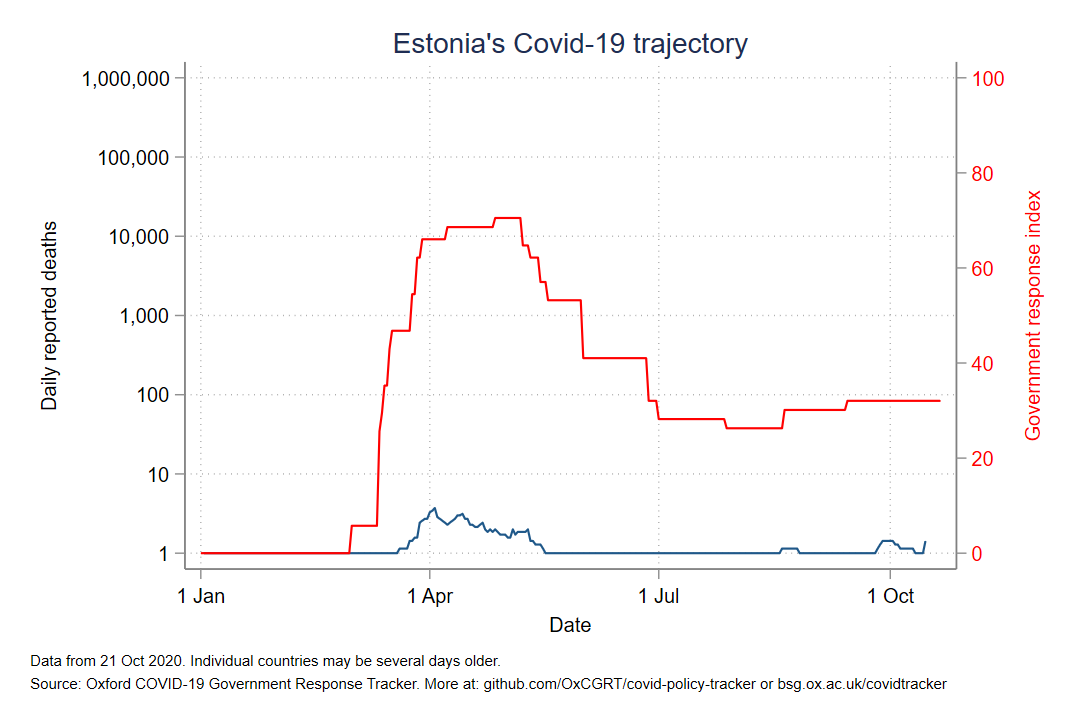 Estonia's Covid-19 trajectory
1,000,000
100,000
10,000
1,000
100
10
1
Daily reported deaths
100
80
60
40
20
0
Government response index
1 Jan
1 Apr
1 Jul
1 Oct
Date
Data from 21 Oct 2020. Individual countries may be several days older.
Source: Oxford COVID-19 Government Response Tracker. More at: github.com/OxCGRT/covid-policy-tracker or bsg.ox.ac.uk/covidtracker